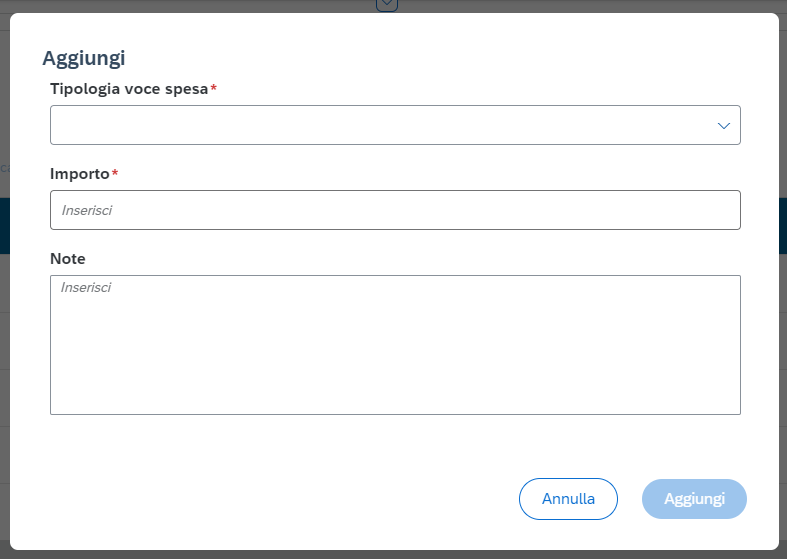 Aggiungi
Tipologia voce spesa*
Importo*
Inserisci
Note
Inserisci
Annulla
Aggiungi